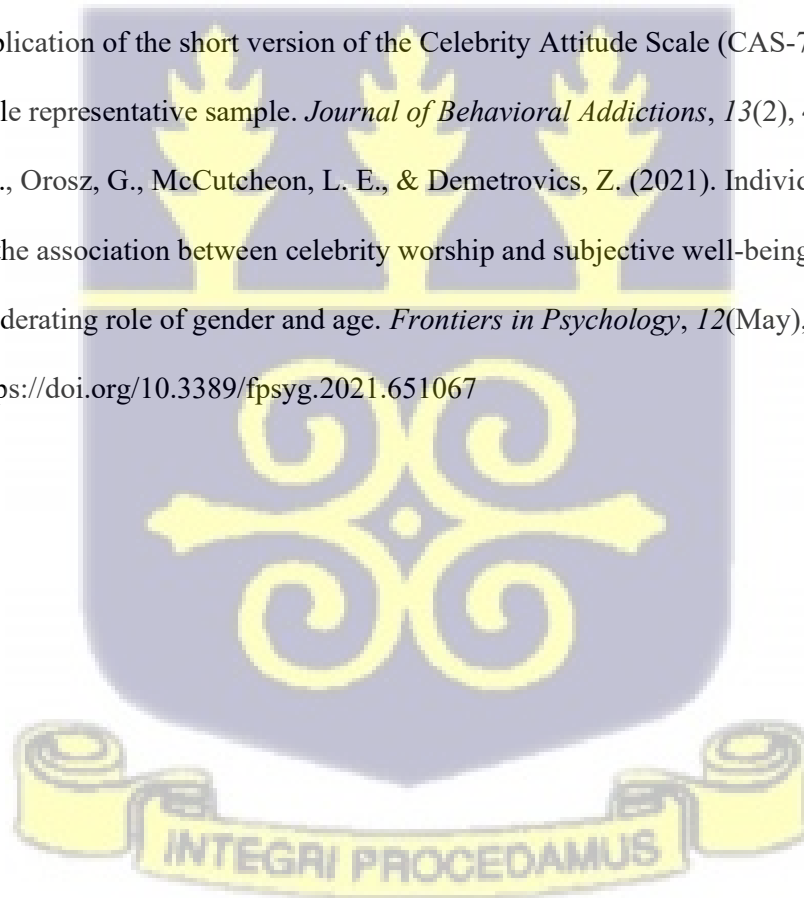 plication of the short version of the Celebrity Attitude Scale (CAS-7
le representative sample. Journal of Behavioral Addictions, 13(2),
., Orosz, G., McCutcheon, L. E., & Demetrovics, Z. (2021). Individ
the association between celebrity worship and subjective well-being
derating role of gender and age. Frontiers in Psychology, 12(May),
ps://doi.org/10.3389/fpsyg.2021.651067
INTEGRI PROCEDAMUS